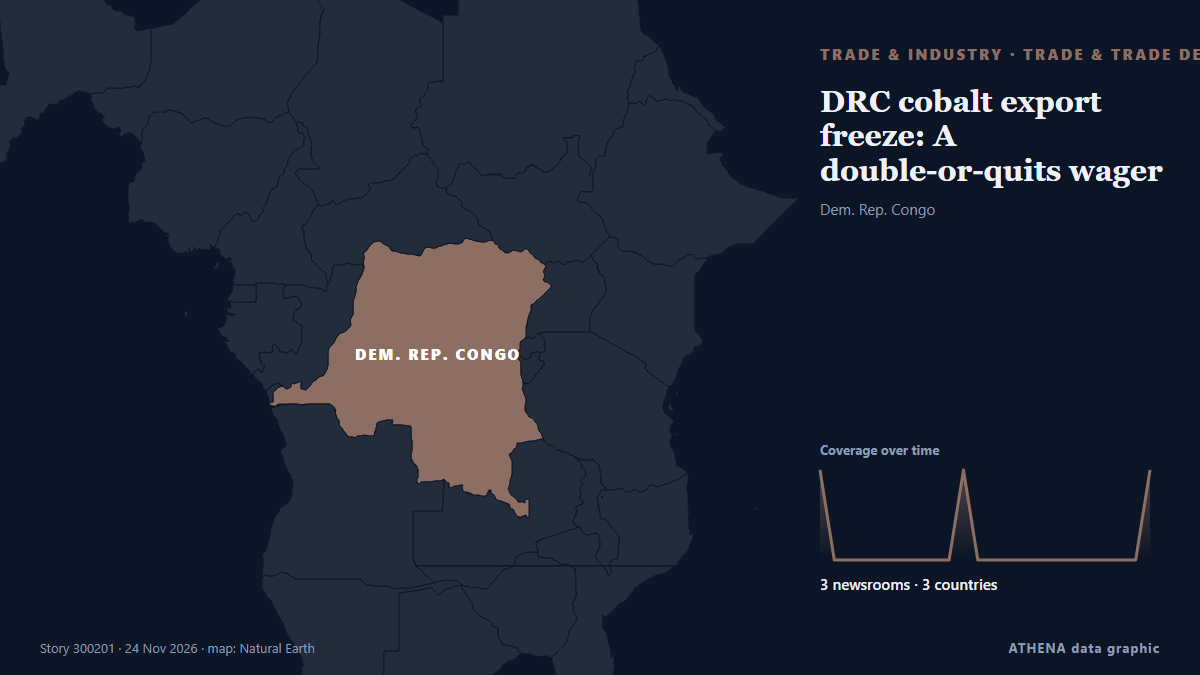 TRADE & INDUSTRY · TRADE & TRADE DE
DRC cobalt export
freeze: A
double-or-quits wager
Dem. Rep. Congo
DEM. REP. CONGO
Coverage over time
3 newsrooms · 3 countries
Story 300201 · 24 Nov 2026 · map: Natural Earth
ATHENA data graphic